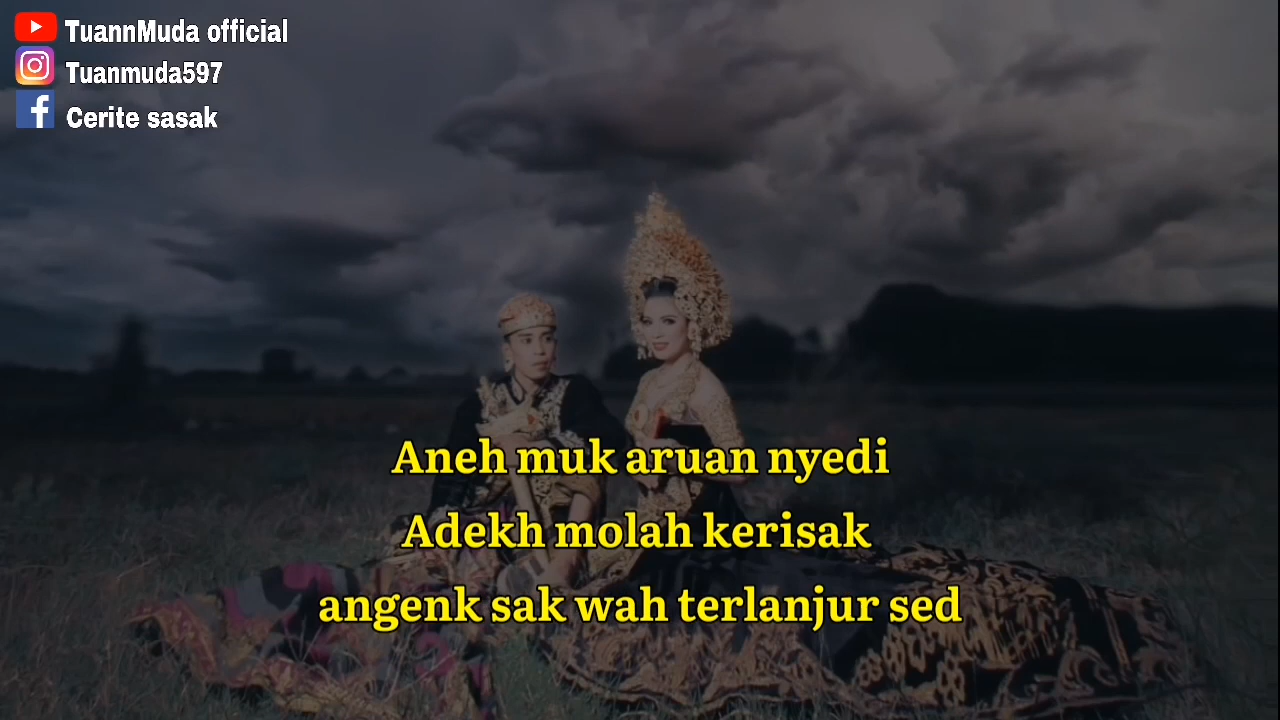 TuannMuda official
Tuanmuda597
Cerite sasak
Aneh muk aruan nyedi
Adekh molah kerisak
angenk sak wah terlanjur sed